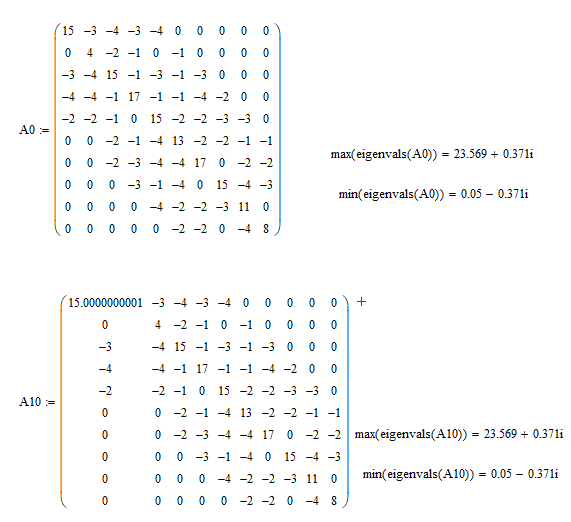 15 −3 −4 −3 −4 0 0 0 0 0
0 4 −2 −1 0 −1 0 0 0 0
−3 −4 15 −1 −3 −1 −3 0 0 0
−4 −4 −1 17 −1 −1 −4 −2 0 0
A0 := −2 −2 −1 0 15 −2 −2 −3 −3 0
0 0 −2 −1 −4 13 −2 −2 −1 −1
max(eigenvals(A0)) = 23.569 + 0.371i
0 0 −2 −3 −4 −4 17 0 −2 −2
0 0 0 −3 −1 −4 0 15 −4 −3
min(eigenvals(A0)) = 0.05 − 0.371i
0 0 0 0 −4 −2 −2 −3 11 0
0 0 0 0 0 −2 −2 0 −4 8
15.0000000001 −3 −4 −3 −4 0 0 0 0 0
0 4 −2 −1 0 −1 0 0 0 0
−3 −4 15 −1 −3 −1 −3 0 0 0
−4 −4 −1 17 −1 −1 −4 −2 0 0
A10 := −2 −2 −1 0 15 −2 −2 −3 −3 0
0 0 −2 −1 −4 13 −2 −2 −1 −1
0 0 −2 −3 −4 −4 17 0 −2 −2 max(eigenvals(A10)) = 23.569 + 0.371i
0 0 0 −3 −1 −4 0 15 −4 −3
0 0 0 0 −4 −2 −2 −3 11 0 min(eigenvals(A10)) = 0.05 − 0.371i
0 0 0 0 0 −2 −2 0 −4 8